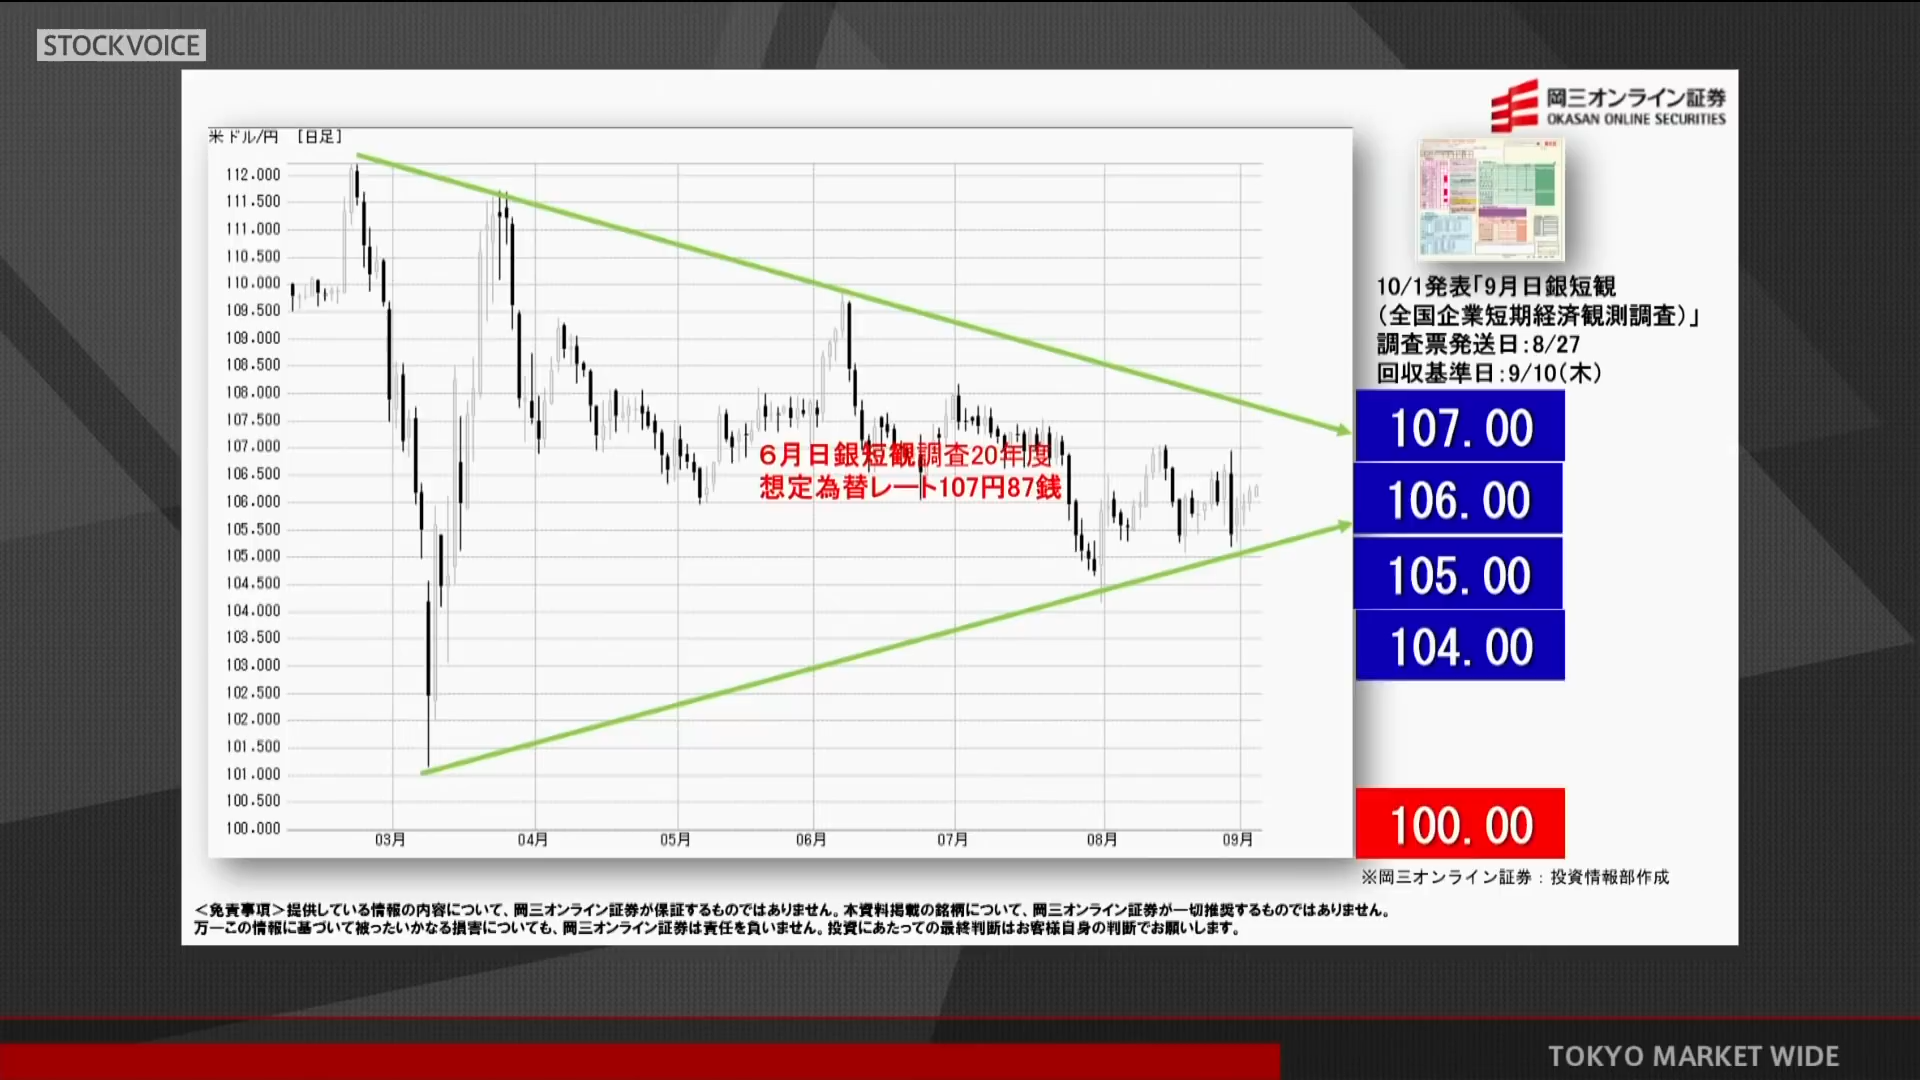 STOCKVOICE
岡三オンライン証券
OKASAN ONLINE SECURITIES
米ドル/円 [日足]
112.000
111.500
111.000
110.500
110.000
109.500
109.000
108.500
108.000
107.500
107.000
106.500
106.000
105.500
105.000
104.500
104.000
103.500
103.000
102.500
102.000
101.500
101.000
100.500
100.000
03月 04月 05月 06月 07月 08月 09月
6月日銀短観調査20年度
想定為替レート107円87銭
10/1発表「9月日銀短観
(全国企業短期経済観測調査)」
調査票発送日:8/27
回収基準日:9/10(木)
107.00
106.00
105.00
104.00
100.00
※岡三オンライン証券:投資情報部作成
<免責事項>提供している情報の内容について、岡三オンライン証券が保証するものではありません。本資料掲載の銘柄について、岡三オンライン証券が一切推奨するものではありません。
万一この情報に基づいて被ったいかなる損害についても、岡三オンライン証券は責任を負いません。投資にあたっての最終判断はお客様自身の判断でお願いします。
TOKYO MARKET WIDE